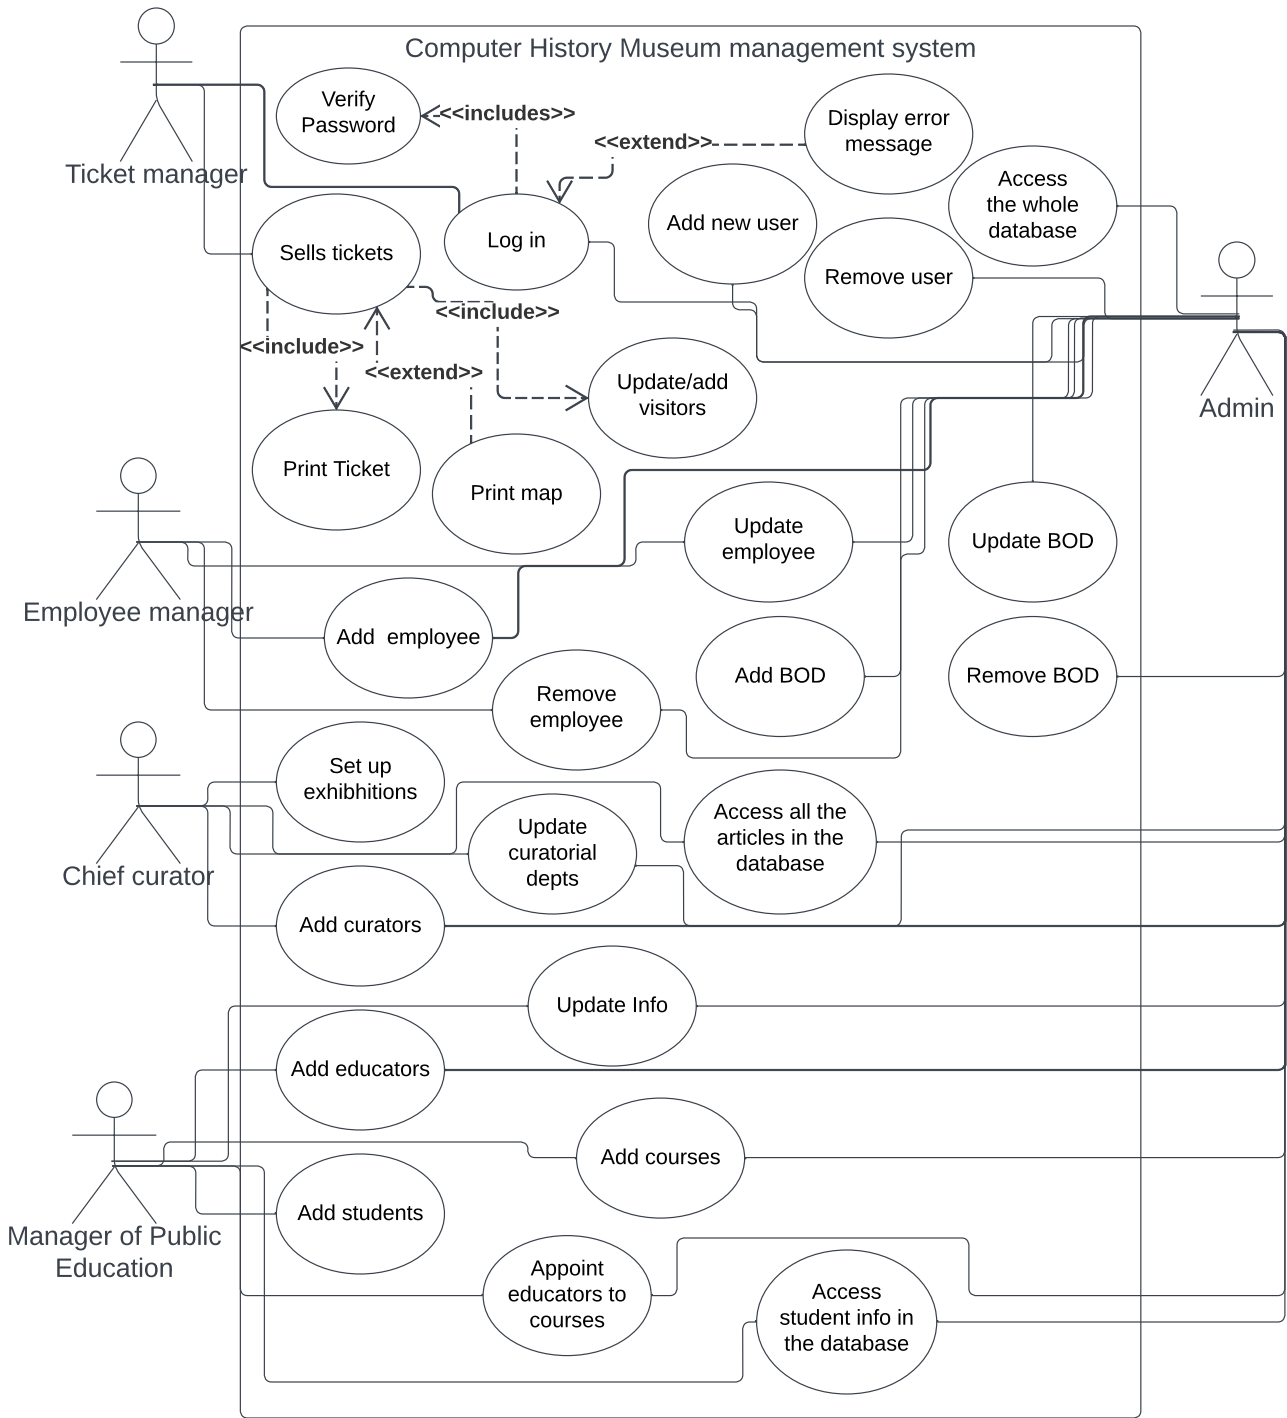 Computer History Museum management system
Verify
Password
<<includes>>
<<extend>>
Display error
message
Ticket manager
Access
the whole
database
Add new user
Log in
Sells tickets
Remove user
<<include>>
<<include>>
<<extend>>
Update/add
visitors
Admin
Print Ticket
Print map
Update
employee
Update BOD
Employee manager
Add  employee
Add BOD
Remove BOD
Remove
employee
Set up
exhibhitions
Access all the
articles in the
database
Update
curatorial
depts
Chief curator
Add curators
Update Info
Add educators
Add courses
Add students
Manager of Public
Education
Appoint
educators to
courses
Access
student info in
the database